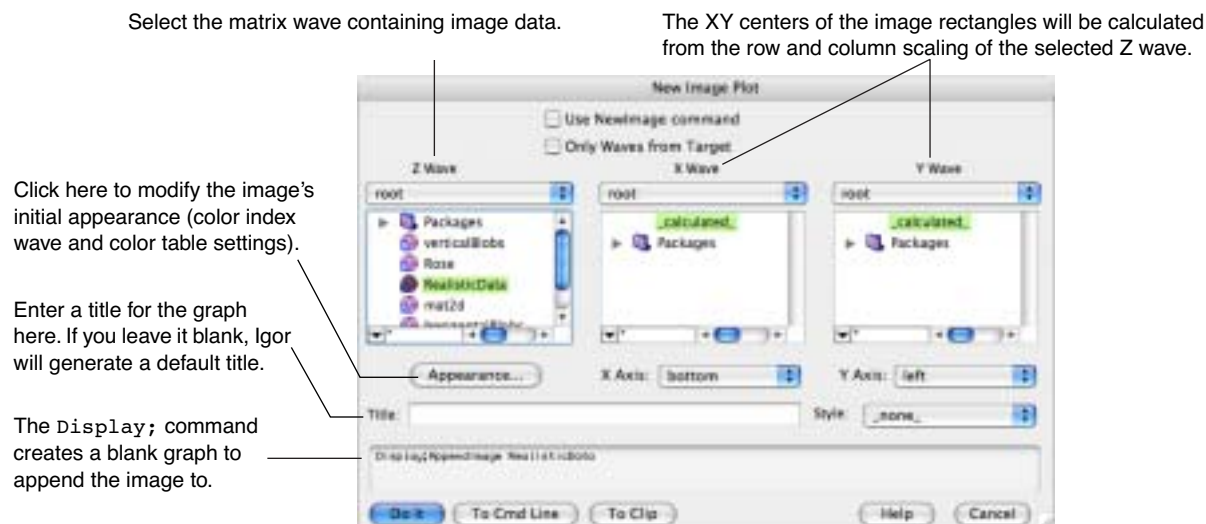 Select the matrix wave containing image data.
The XY centers of the image rectangles will be calculated
from the row and column scaling of the selected Z wave.
New Image Plot
Use NewImage command
Only Waves from Target
Z Wave
X Wave
Y Wave
root
root
root
Packages
verticalBlobs
Rose
RealisticData
mat2d
horizontalBlobs
_calculated_
Packages
_calculated_
Packages
Click here to modify the image's
initial appearance (color index
wave and color table settings).
Enter a title for the graph
here. If you leave it blank, Igor
will generate a default title.
Appearance...
X Axis: bottom
Y Axis: left
Title:
Style: _none_
The Display; command
creates a blank graph to
append the image to.
Display;AppendImage RealisticData
Do It
To Cmd Line
To Clip
Help
Cancel